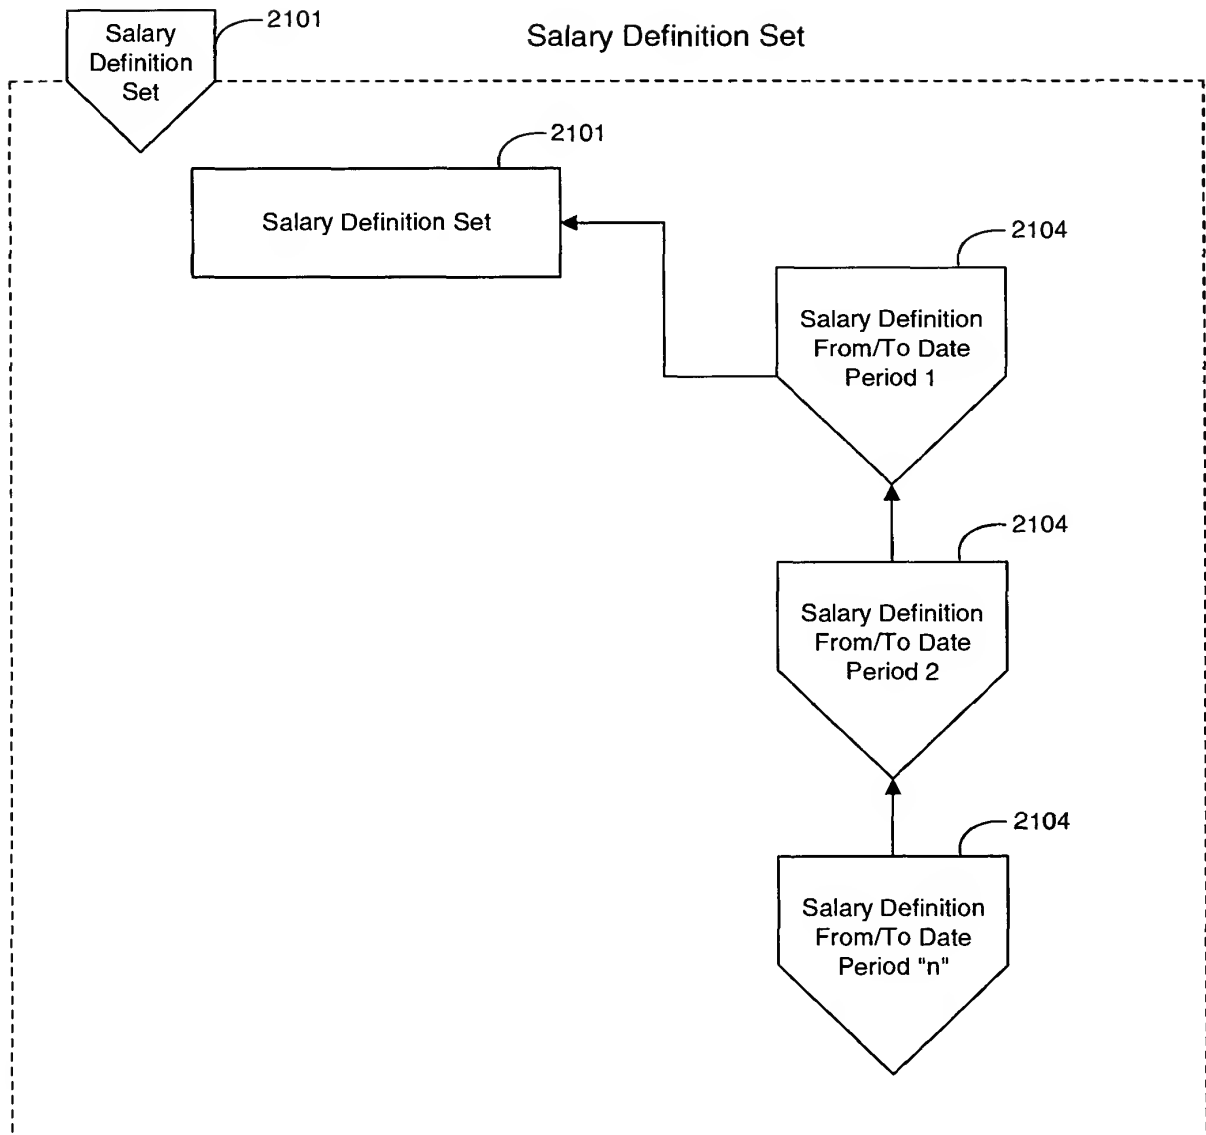 Salary
Definition
Set
2101
Salary Definition Set
2101
Salary Definition Set
2104
Salary Definition
From/To Date
Period 1
2104
Salary Definition
From/To Date
Period 2
2104
Salary Definition
From/To Date
Period "n"